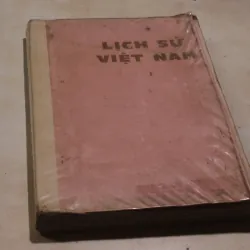 LỊCH SỬ
VIỆT NAM